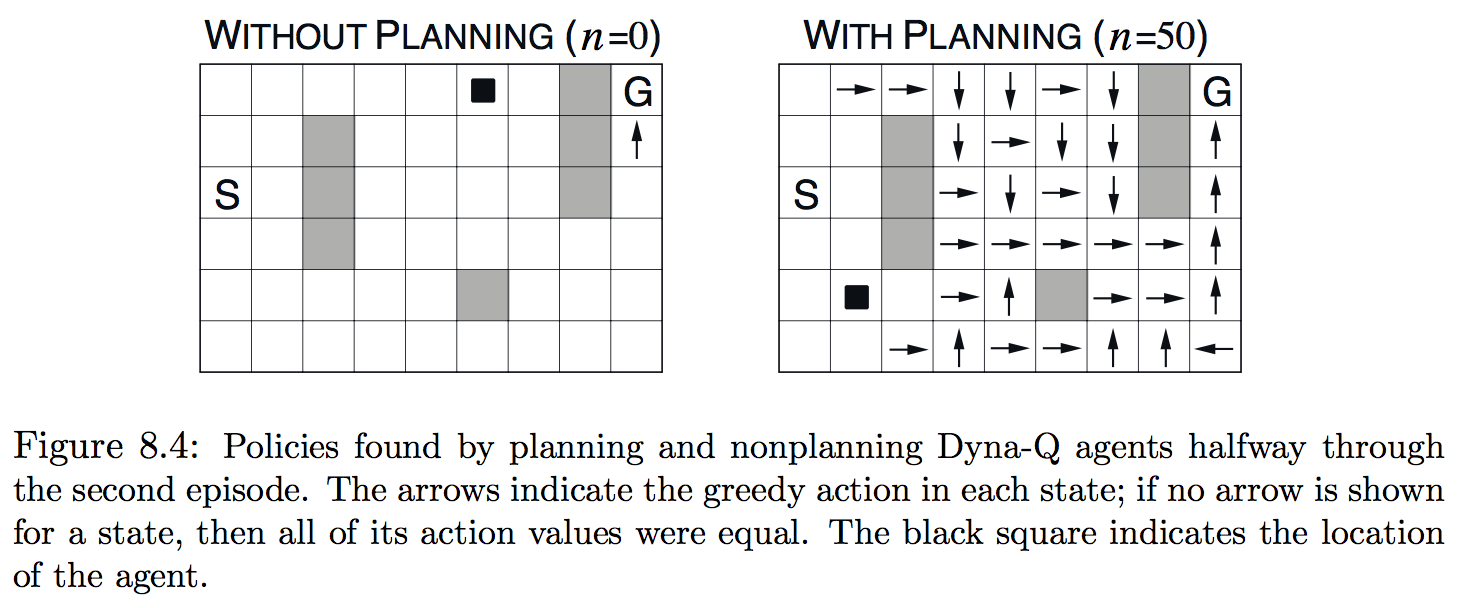 WITHOUT PLANNING (n=0) WITH PLANNING (n=50)
G G
S S
Figure 8.4: Policies found by planning and nonplanning Dyna-Q agents halfway through
the second episode. The arrows indicate the greedy action in each state; if no arrow is shown
for a state, then all of its action values were equal. The black square indicates the location
of the agent.